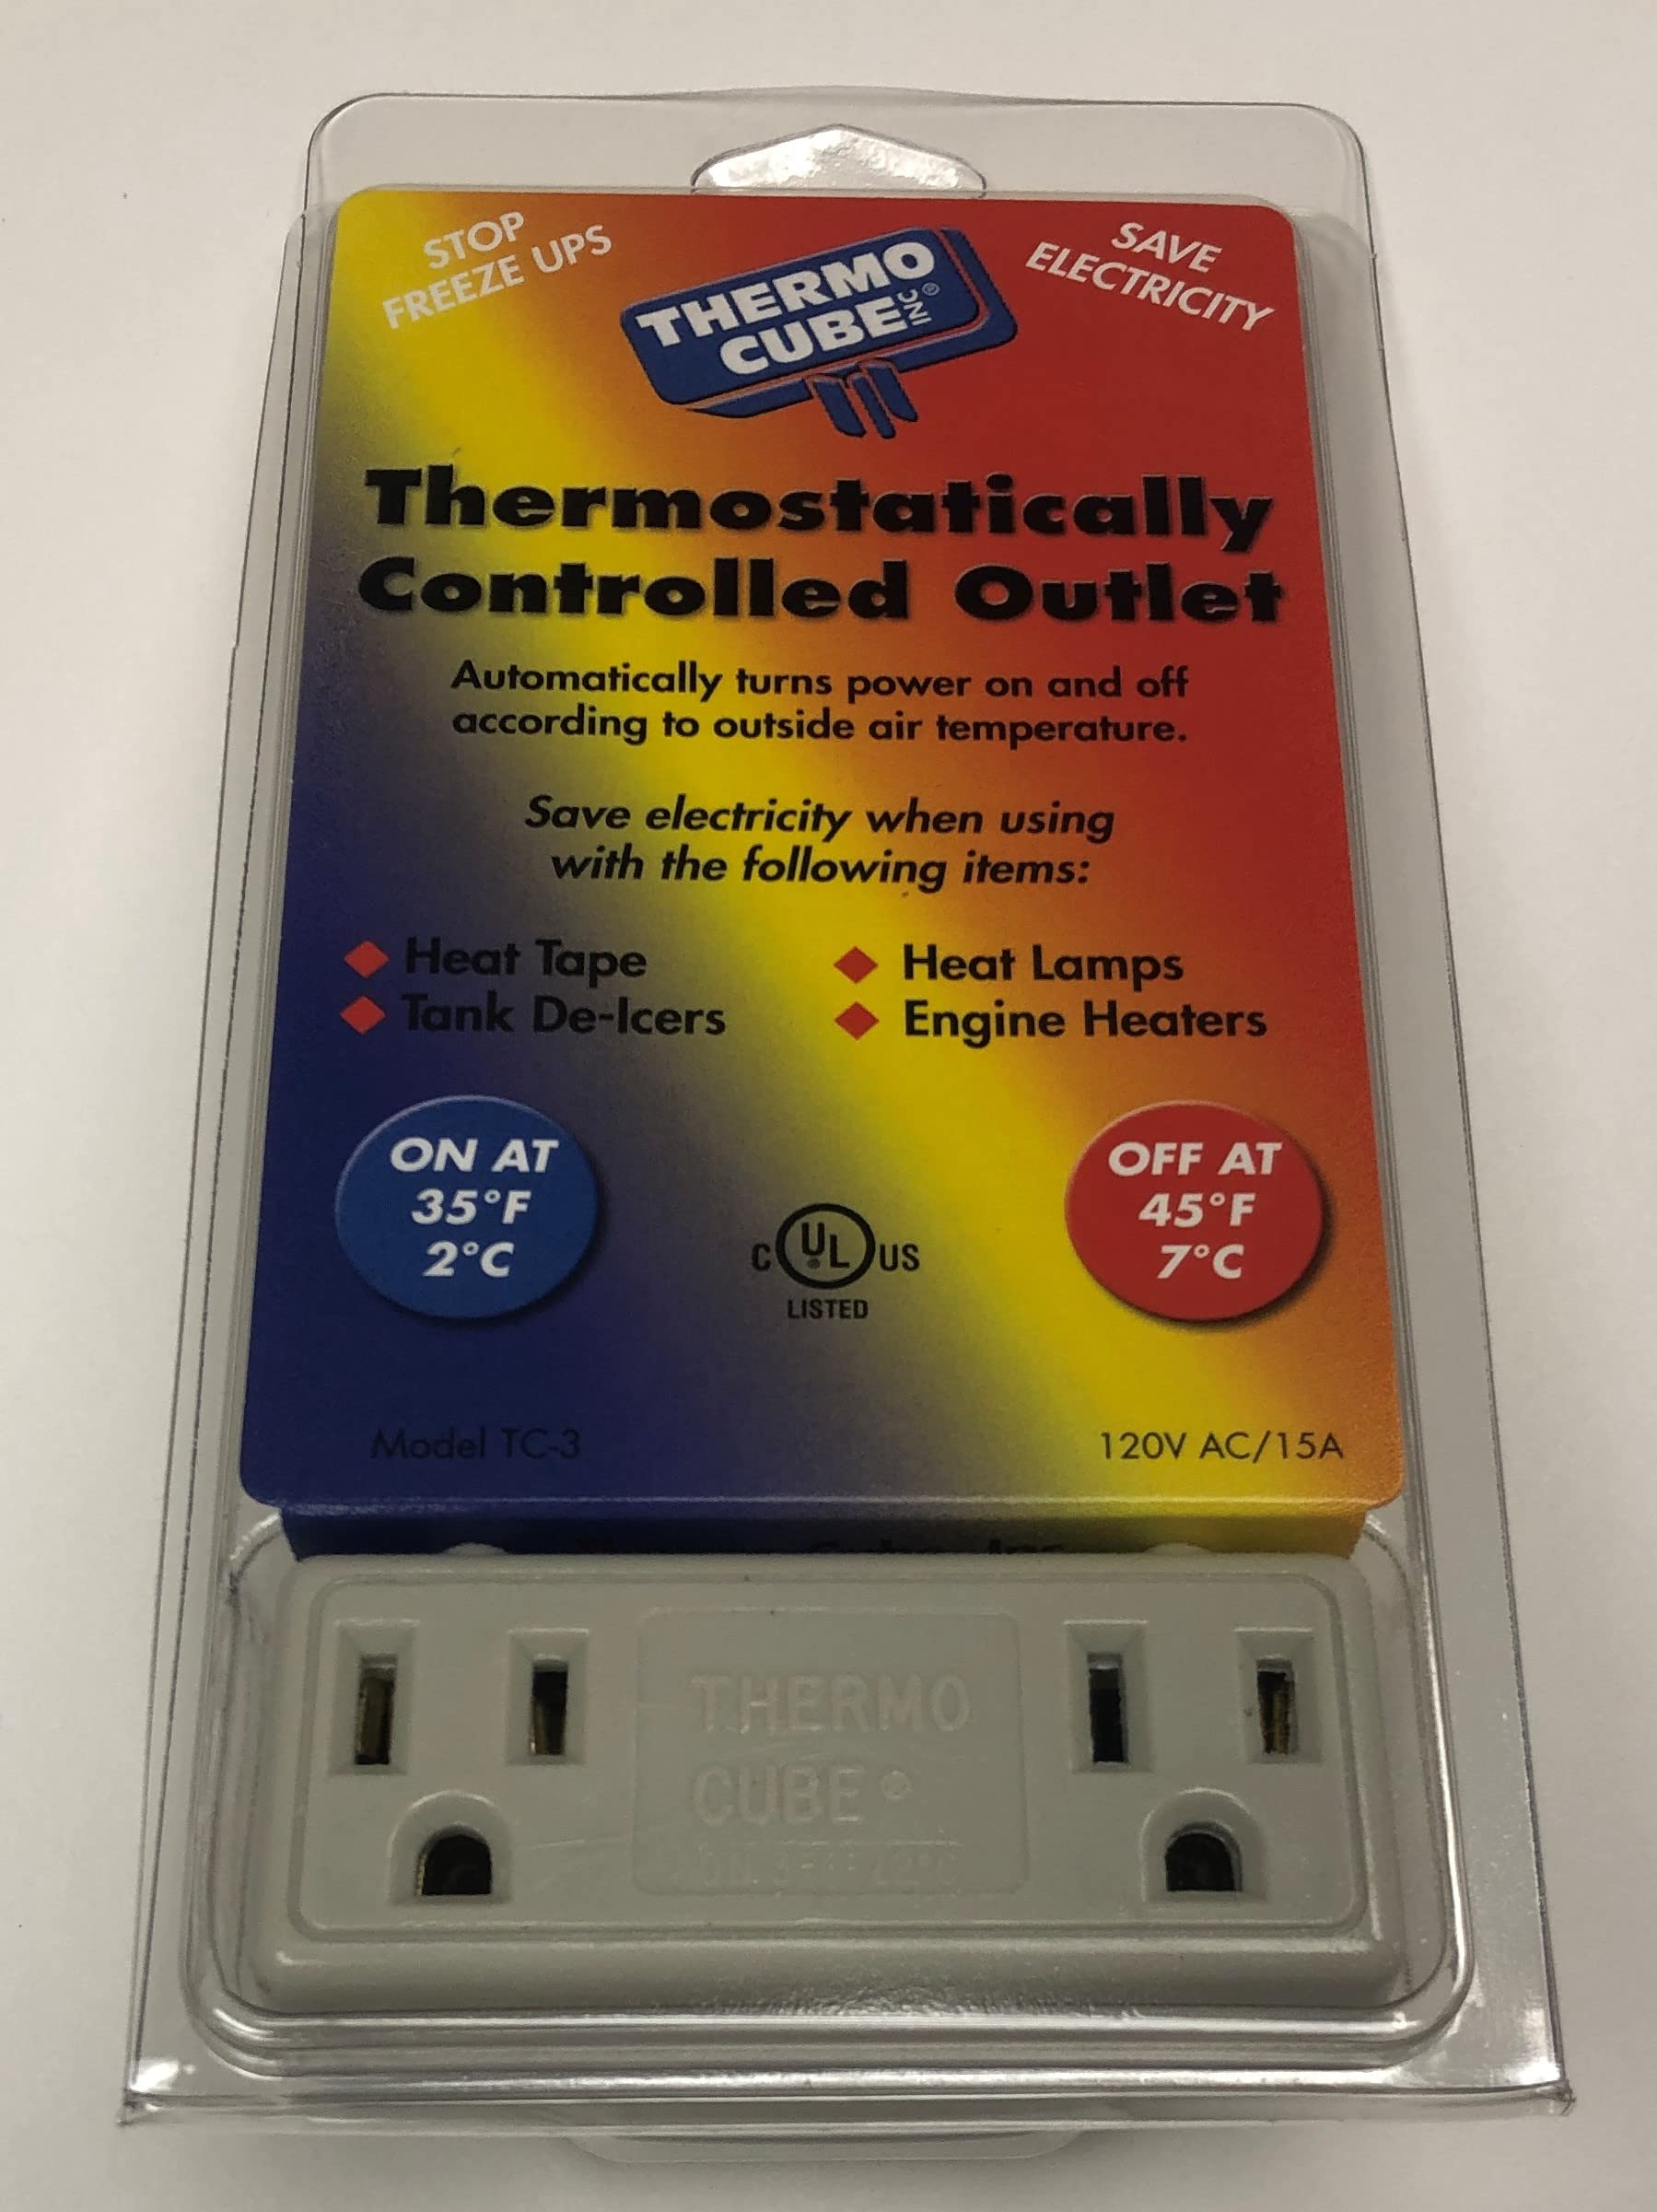 STOP
FREEZE UPS
THERMO
CUBE INC®
SAVE
ELECTRICITY
Thermostatically
Controlled Outlet
Automatically turns power on and off
according to outside air temperature.
Save electricity when using
with the following items:
Heat Tape
Tank De-Icers
Heat Lamps
Engine Heaters
ON AT
35°F
2°C
C UL® US
LISTED
OFF AT
45°F
7°C
Model TC-3
120V AC/15A
THERMO
CUBE®